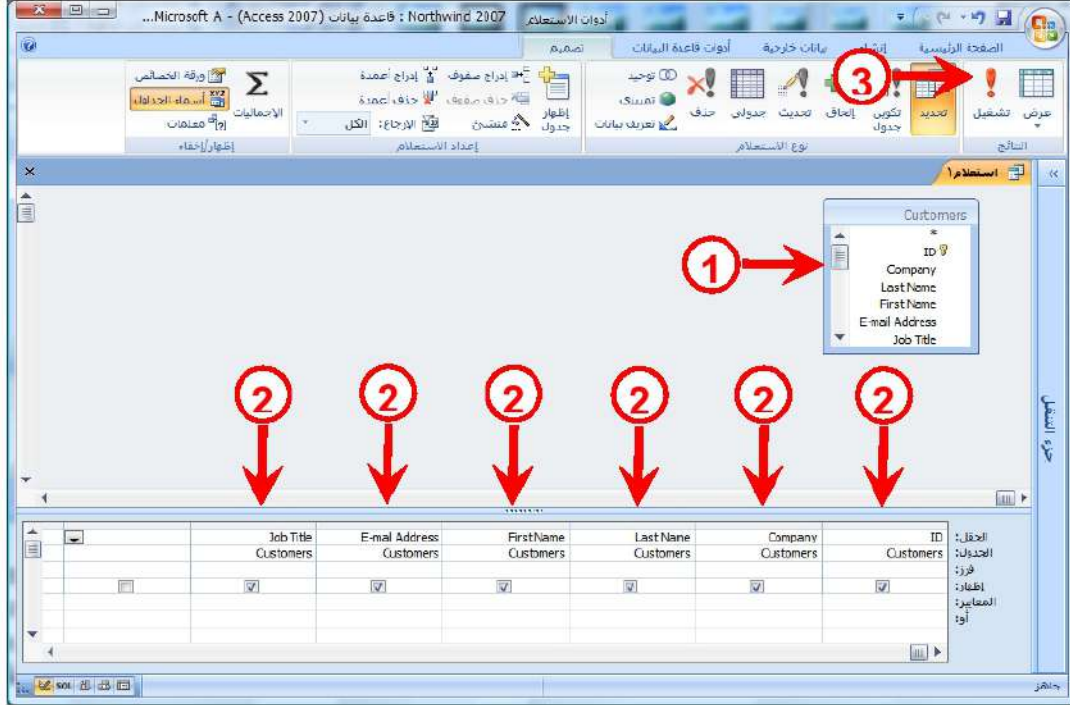 أدوات الاستعلام
Northwind 2007 : قاعدة بيانات (Access 2007) - Microsoft A...
الصفحة الرئيسية
إنشاء
بيانات خارجية
أدوات قاعدة البيانات
تصميم
عرض
تشغيل
النتائج
تحديد
تكوين جدول
إلحاق
تحديث
جدولي
حذف
توحيد
تمريري
تعريف بيانات
نوع الاستعلام
إظهار جدول
إدراج صفوف
حذف صفوف
منشئ
إدراج أعمدة
حذف أعمدة
الإرجاع: الكل
إعداد الاستعلام
الإجماليات
ورقة الخصائص
أسماء الجداول
معلمات
إظهار/إخفاء
3
استعلام١
Customers
*
ID
Company
Last Name
First Name
E-mail Address
Job Title
1
جزء التنقل
2 2 2 2 2 2
الحقل: ID Company Last Name First Name E-mail Address Job Title
الجدول: Customers Customers Customers Customers Customers Customers
فرز:
إظهار:
المعايير:
أو:
جاهز
SQL